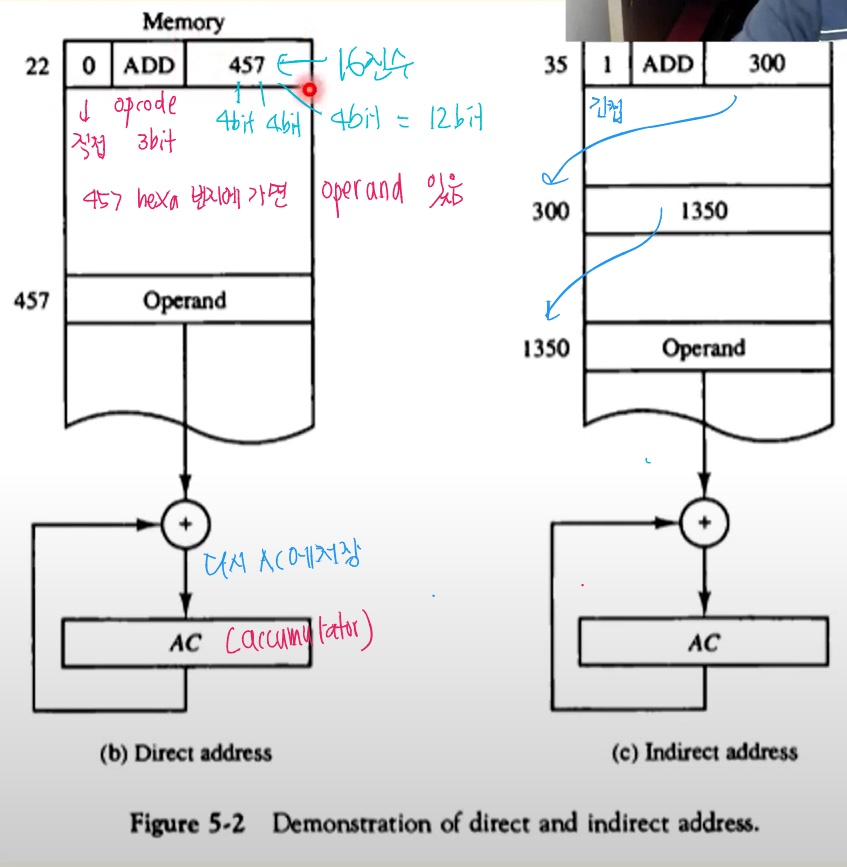 Memory
22 0 ADD 457 ← 16진수
↓ opcode 4bit 4bit 4bit = 12bit
직접 3bit
457 hexa 번지에 가면 operand 있음
457 Operand
+
다시 AC에 저장
AC (accumulator)
(b) Direct address
35 1 ADD 300
간접
300 1350
1350 Operand
+
AC
(c) Indirect address
Figure 5-2 Demonstration of direct and indirect address.